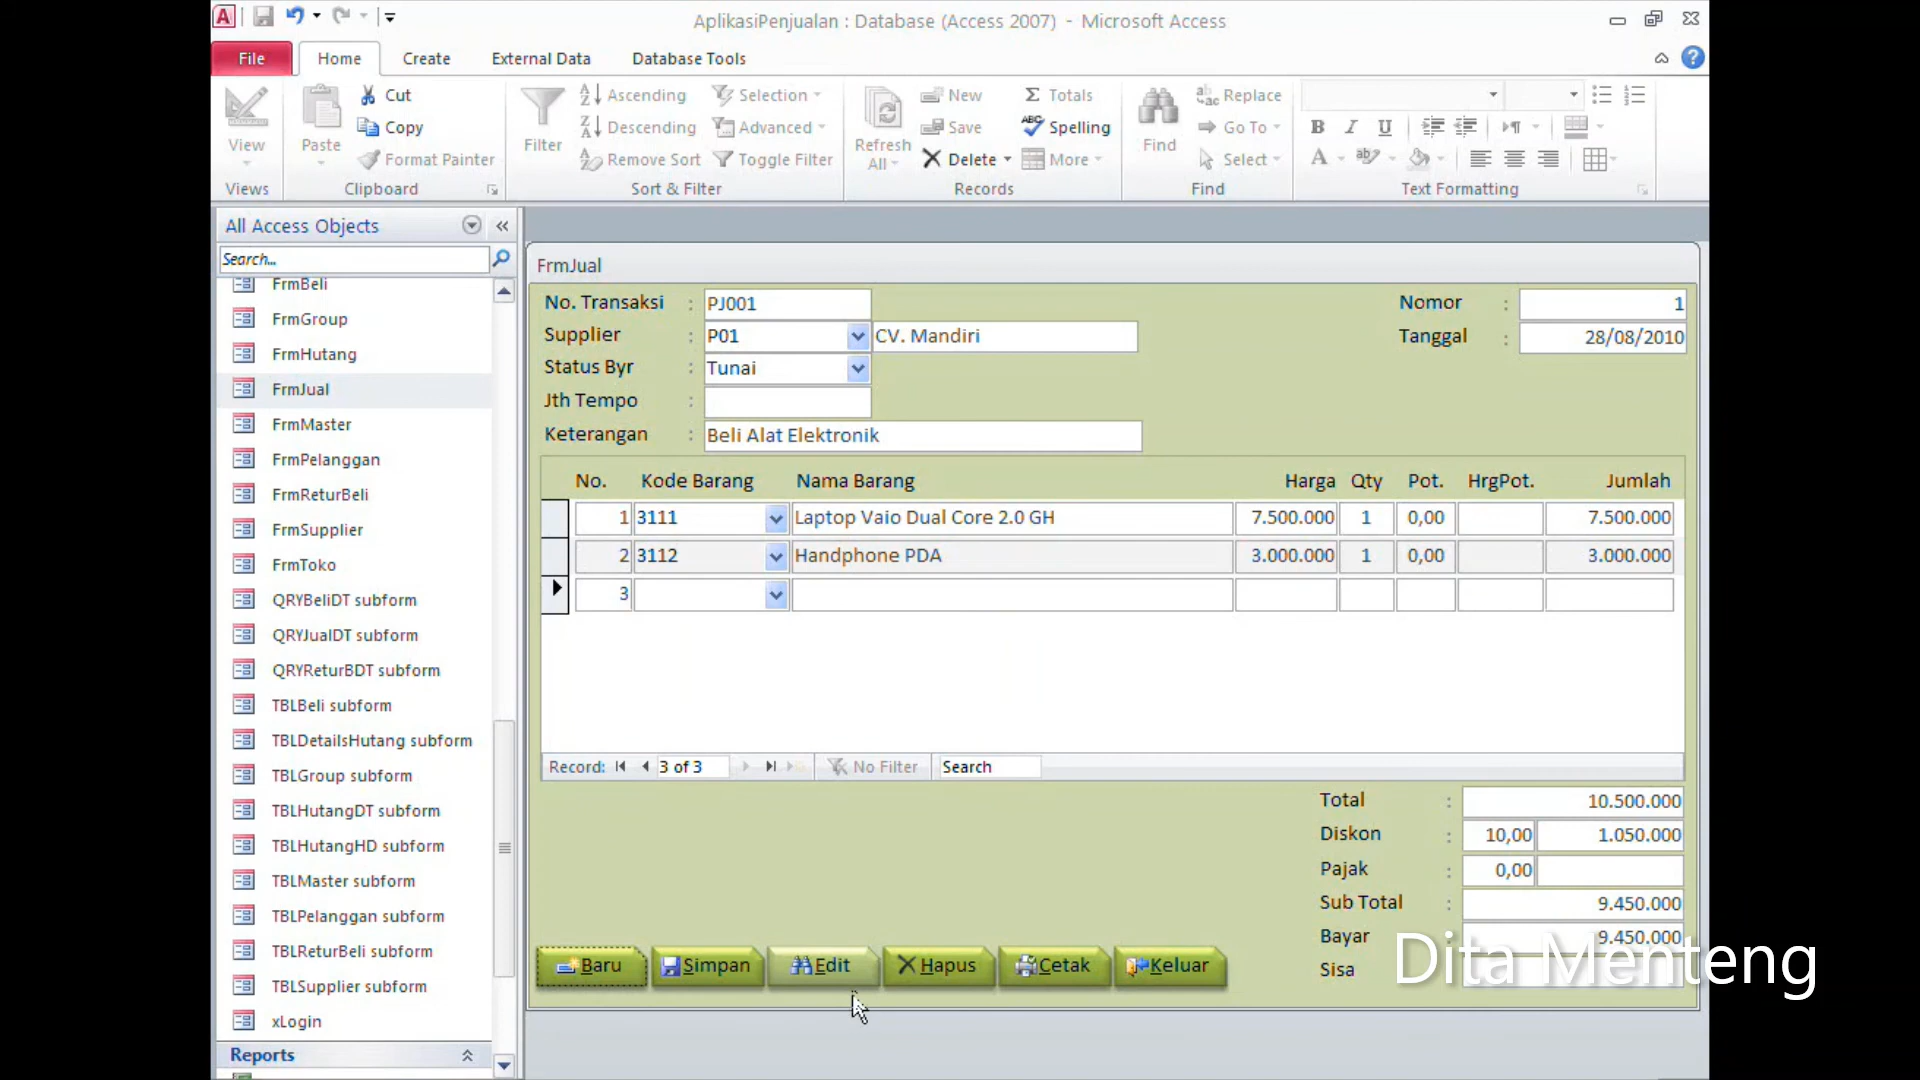 AplikasiPenjualan : Database (Access 2007) - Microsoft Access
File Home Create External Data Database Tools
View
Views
Paste
Cut
Copy
Format Painter
Clipboard
Filter
Ascending
Descending
Remove Sort
Selection
Advanced
Toggle Filter
Sort & Filter
Refresh
All
New
Save
Delete
Totals
Spelling
More
Records
Find
Replace
Go To
Select
Find
Text Formatting
All Access Objects
Search...
FrmBeli
FrmGroup
FrmHutang
FrmJual
FrmMaster
FrmPelanggan
FrmReturBeli
FrmSupplier
FrmToko
QRYBeliDT subform
QRYJualDT subform
QRYReturBDT subform
TBLBeli subform
TBLDetailsHutang subform
TBLGroup subform
TBLHutangDT subform
TBLHutangHD subform
TBLMaster subform
TBLPelanggan subform
TBLReturBeli subform
TBLSupplier subform
xLogin
Reports
FrmJual
No. Transaksi : PJ001 Nomor : 1
Supplier : P01 CV. Mandiri Tanggal : 28/08/2010
Status Byr : Tunai
Jth Tempo :
Keterangan : Beli Alat Elektronik
No. Kode Barang Nama Barang Harga Qty Pot. HrgPot. Jumlah
1 3111 Laptop Vaio Dual Core 2.0 GH 7.500.000 1 0,00 7.500.000
2 3112 Handphone PDA 3.000.000 1 0,00 3.000.000
3
Record: 3 of 3 No Filter Search
Total : 10.500.000
Diskon : 10,00 1.050.000
Pajak : 0,00
Sub Total : 9.450.000
Bayar 9.450.000
Sisa
Baru Simpan Edit Hapus Cetak Keluar
Dita Menteng